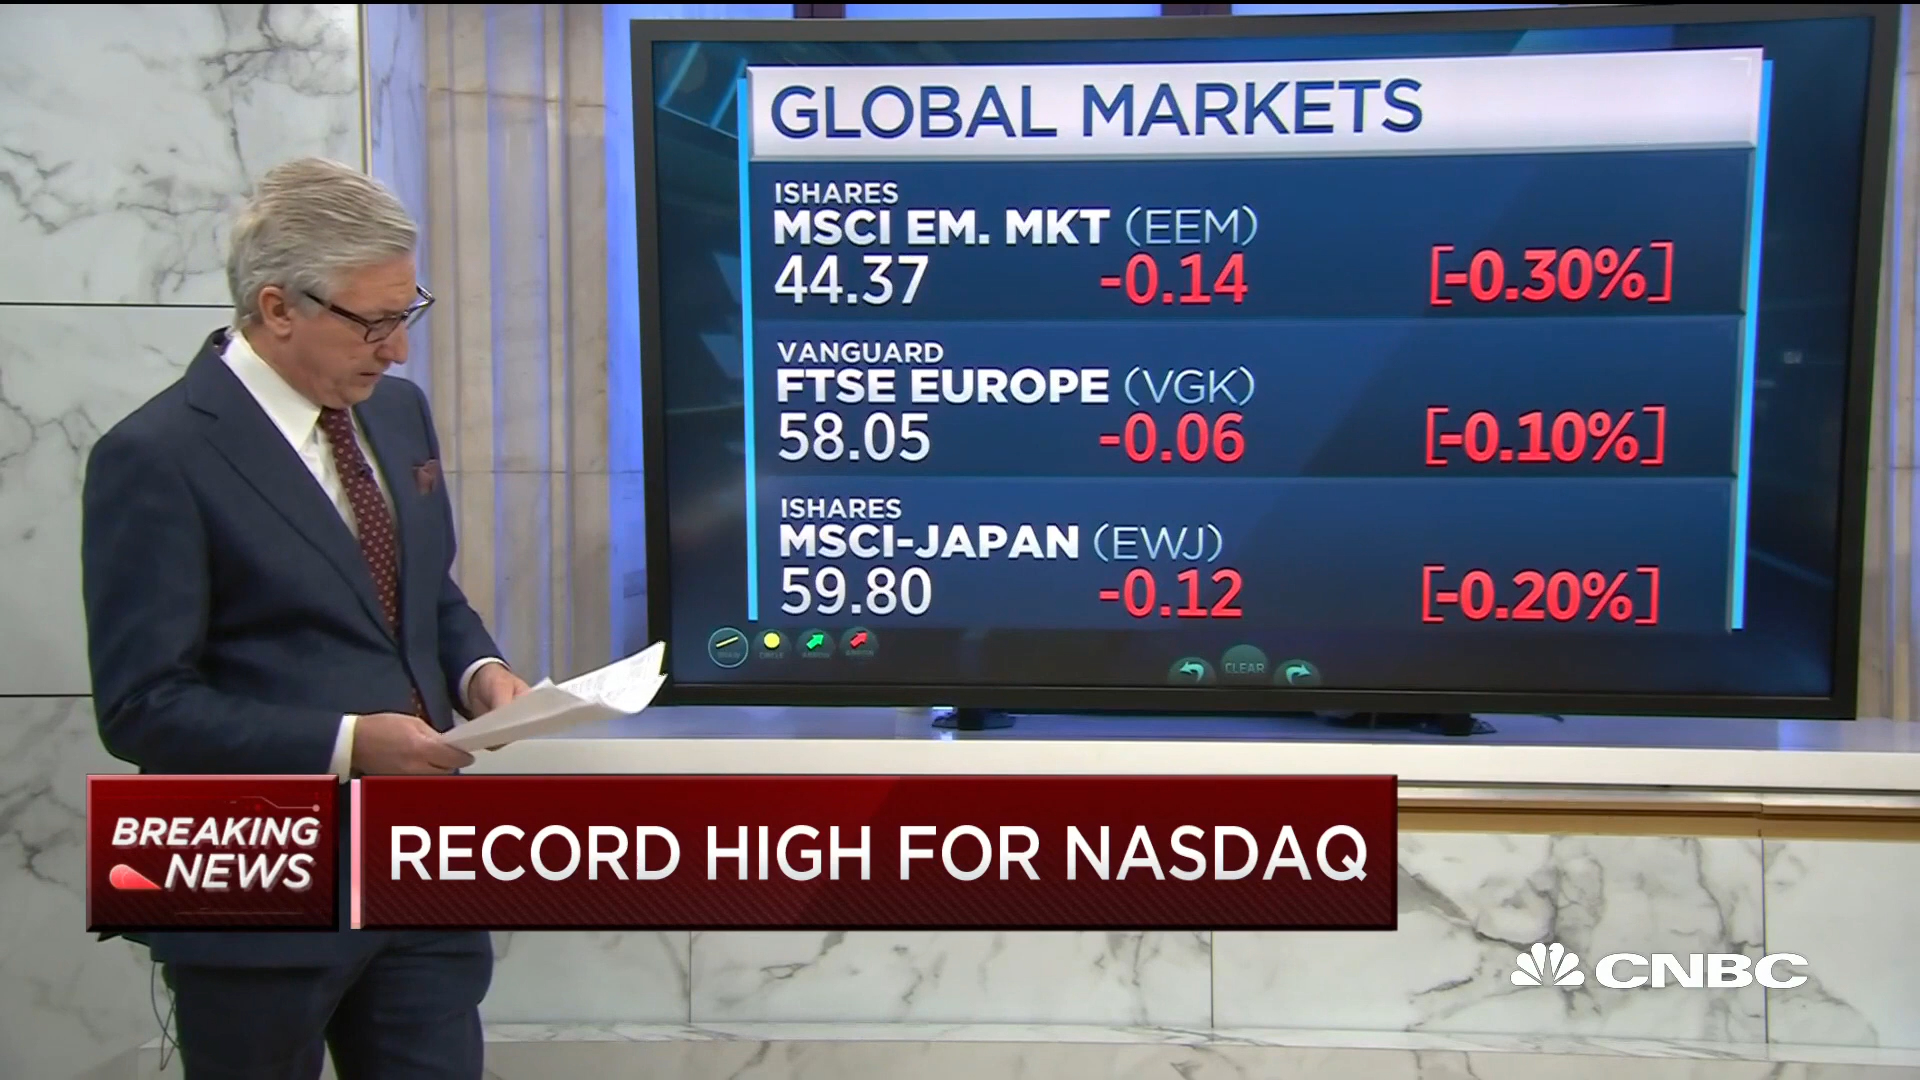 GLOBAL MARKETS
ISHARES
MSCI EM. MKT (EEM)
44.37 -0.14 [-0.30%]
VANGUARD
FTSE EUROPE (VGK)
58.05 -0.06 [-0.10%]
ISHARES
MSCI-JAPAN (EWJ)
59.80 -0.12 [-0.20%]
CLEAR
BREAKING
NEWS
RECORD HIGH FOR NASDAQ
CNBC